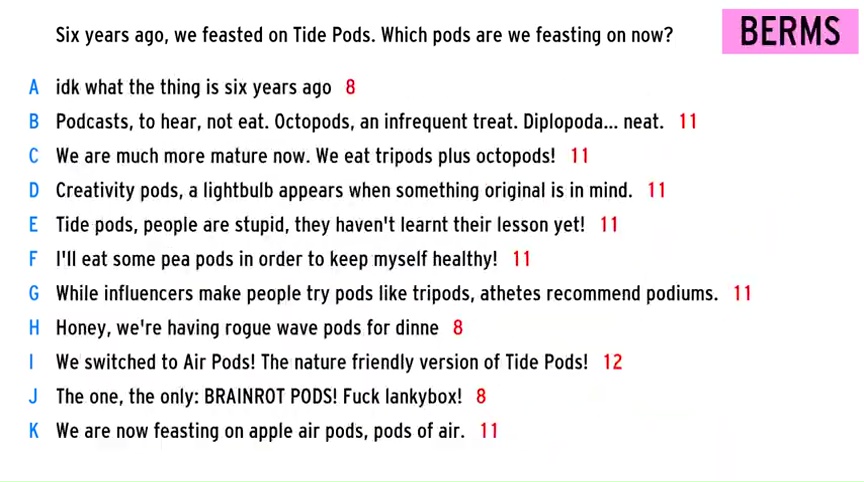 Six years ago, we feasted on Tide Pods. Which pods are we feasting on now?
BERMS
A idk what the thing is six years ago 8
B Podcasts, to hear, not eat. Octopods, an infrequent treat. Diplopoda... neat. 11
C We are much more mature now. We eat tripods plus octopods! 11
D Creativity pods, a lightbulb appears when something original is in mind. 11
E Tide pods, people are stupid, they haven't learnt their lesson yet! 11
F I'll eat some pea pods in order to keep myself healthy! 11
G While influencers make people try pods like tripods, athetes recommend podiums. 11
H Honey, we're having rogue wave pods for dinne 8
I We switched to Air Pods! The nature friendly version of Tide Pods! 12
J The one, the only: BRAINROT PODS! Fuck lankybox! 8
K We are now feasting on apple air pods, pods of air. 11